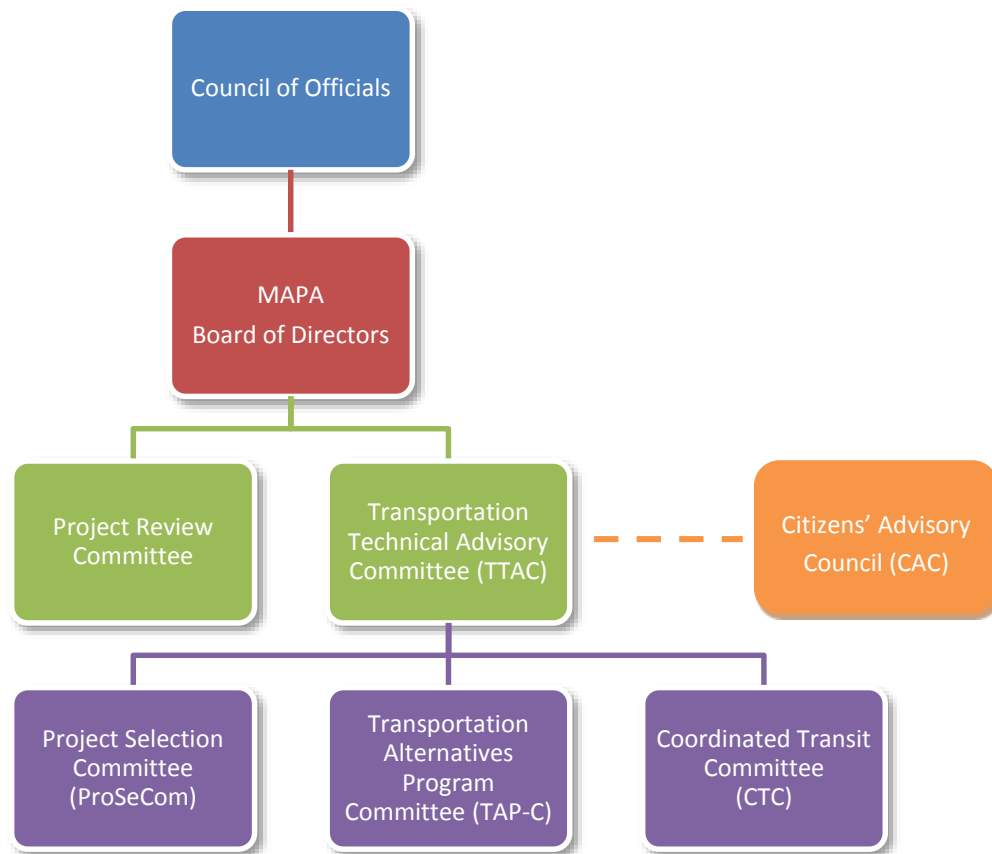 Council of Officials
MAPA
Board of Directors
Project Review
Committee
Transportation
Technical Advisory
Committee (TTAC)
Citizens’ Advisory
Council (CAC)
Project Selection
Committee
(ProSeCom)
Transportation
Alternatives
Program
Committee (TAP-C)
Coordinated Transit
Committee
(CTC)